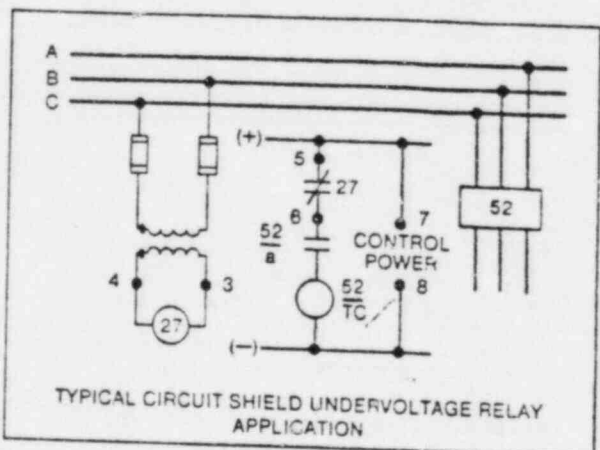 A
B
C
(+)
5
27
6
7
52
52
a
CONTROL
POWER
4
3
52
TC
8
27
(—)
TYPICAL CIRCUIT SHIELD UNDERVOLTAGE RELAY
APPLICATION